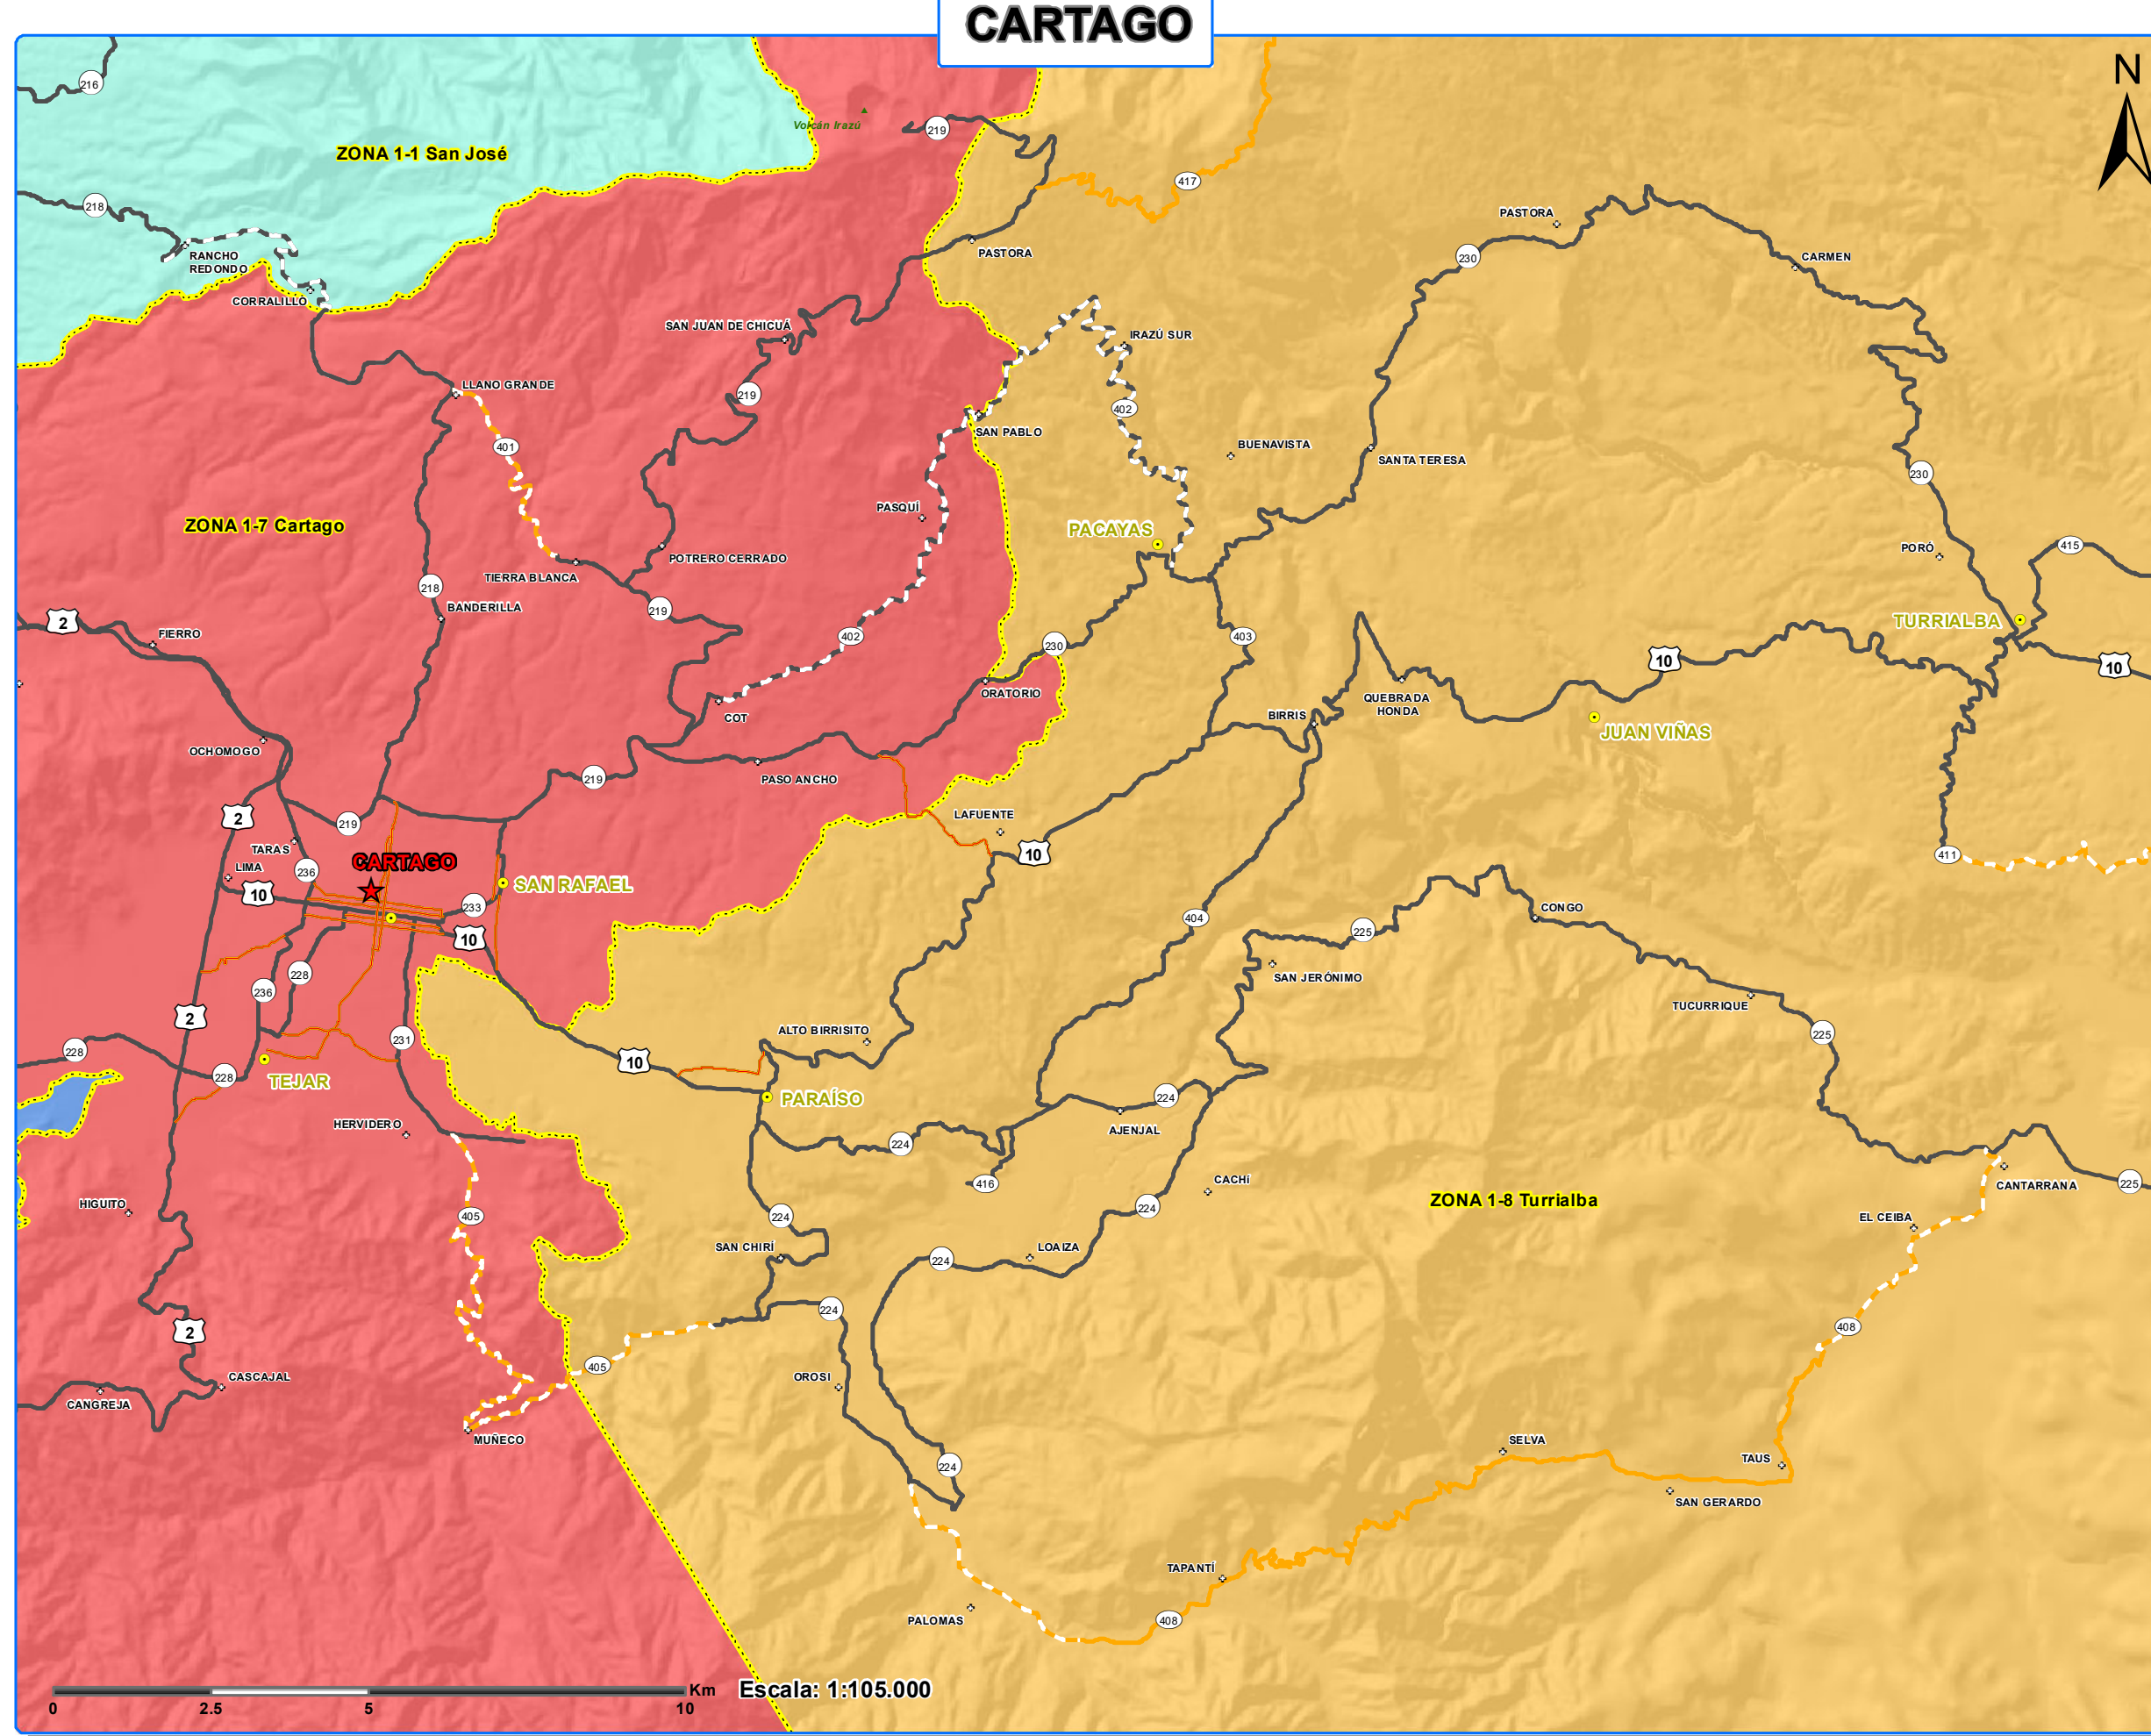 CARTAGO
N
216
Volcán Irazú
219
ZONA 1-1 San José
417
218
PASTORA
RANCHO
REDONDO
PASTORA
230
CARMEN
CORRALILLO
SAN JUAN DE CHICUÁ
IRAZÚ SUR
LLANO GRANDE
219
402
SAN PABLO
401
BUENAVISTA
SANTA TERESA
230
PASQUÍ
ZONA 1-7 Cartago
PACAYAS
415
PORÓ
POTRERO CERRADO
TIERRA BLANCA
218
BANDERILLA
219
2
FIERRO
402
230
403
TURRIALBA
10
10
ORATORIO
QUEBRADA
HONDA
COT
BIRRIS
JUAN VIÑAS
OCHOMOGO
219
PASO ANCHO
2
219
LAFUENTE
TARAS
CARTAGO
10
411
LIMA
236
10
SAN RAFAEL
233
CONGO
404
225
10
228
SAN JERÓNIMO
236
TUCURRIQUE
2
ALTO BIRRISITO
225
231
228
10
228
TEJAR
PARAÍSO
224
HERVIDERO
AJENJAL
224
416
CACHí
225
CANTARRANA
HIGUITO
224
ZONA 1-8 Turrialba
405
224
EL CEIBA
SAN CHIRÍ
LOAIZA
224
224
408
2
405
CASCAJAL
OROSI
CANGREJA
MUÑECO
SELVA
TAUS
224
SAN GERARDO
TAPANTÍ
PALOMAS
408
Km
Escala: 1:105.000
0
2.5
5
10